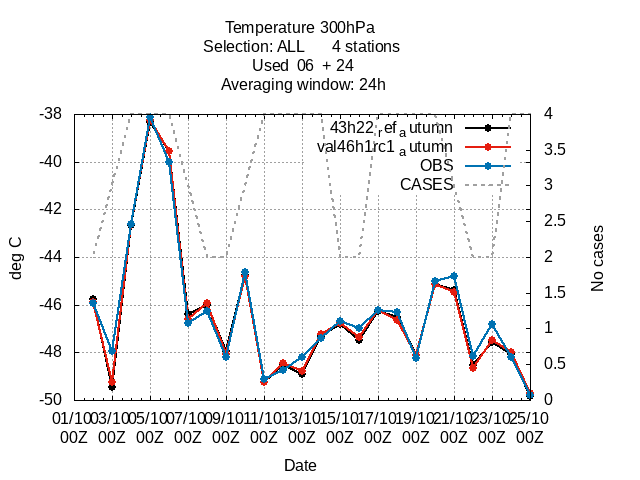 Temperature 300hPa
Selection: ALL 4 stations
Used 06 + 24
Averaging window: 24h
43h22_ref_autumn
val46h1rc1_autumn
OBS
CASES
-38
-40
-42
-44
-46
-48
-50
deg C
4
3.5
3
2.5
2
1.5
1
0.5
0
No cases
01/10 03/10 05/10 07/10 09/10 11/10 13/10 15/10 17/10 19/10 21/10 23/10 25/10
00Z 00Z 00Z 00Z 00Z 00Z 00Z 00Z 00Z 00Z 00Z 00Z 00Z
Date